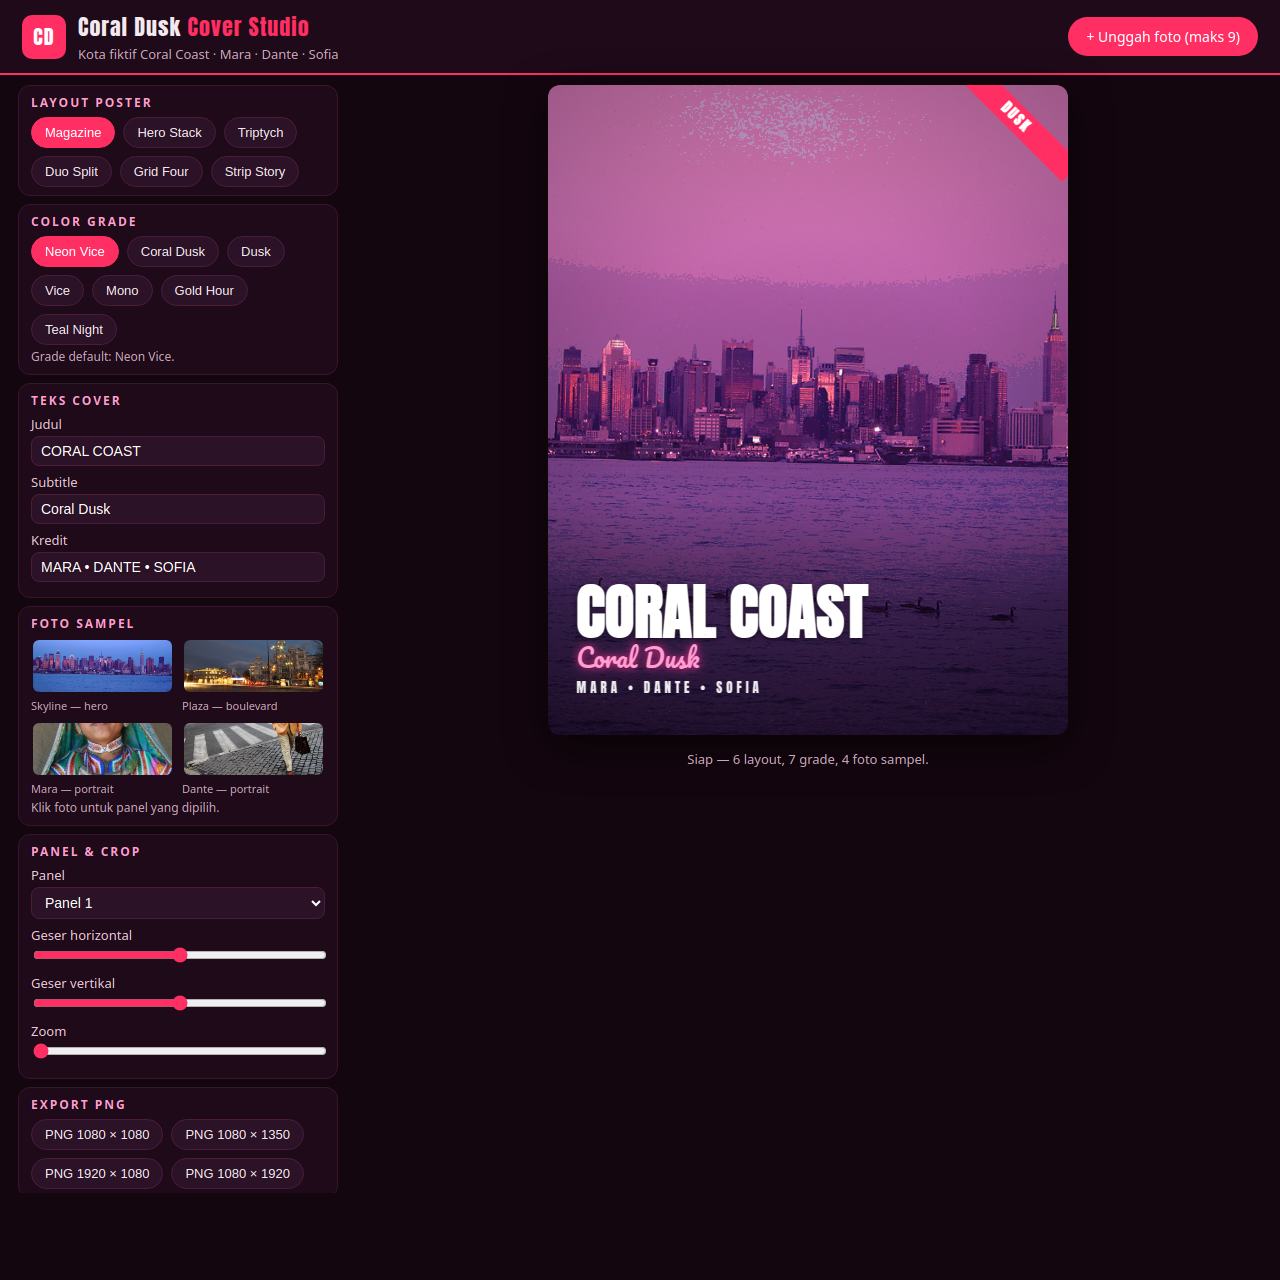 CD
Coral Dusk Cover Studio
Kota fiktif Coral Coast · Mara · Dante · Sofia
+ Unggah foto (maks 9)
LAYOUT POSTER
Magazine
Hero Stack
Triptych
Duo Split
Grid Four
Strip Story
COLOR GRADE
Neon Vice
Coral Dusk
Dusk
Vice
Mono
Gold Hour
Teal Night
Grade default: Neon Vice.
TEKS COVER
Judul
CORAL COAST
Subtitle
Coral Dusk
Kredit
MARA • DANTE • SOFIA
FOTO SAMPEL
Skyline — hero
Plaza — boulevard
Mara — portrait
Dante — portrait
Klik foto untuk panel yang dipilih.
PANEL & CROP
Panel
Panel 1
Geser horizontal
Geser vertikal
Zoom
EXPORT PNG
PNG 1080 × 1080
PNG 1080 × 1350
PNG 1920 × 1080
PNG 1080 × 1920
DUSK
CORAL COAST
Coral Dusk
MARA • DANTE • SOFIA
Siap — 6 layout, 7 grade, 4 foto sampel.